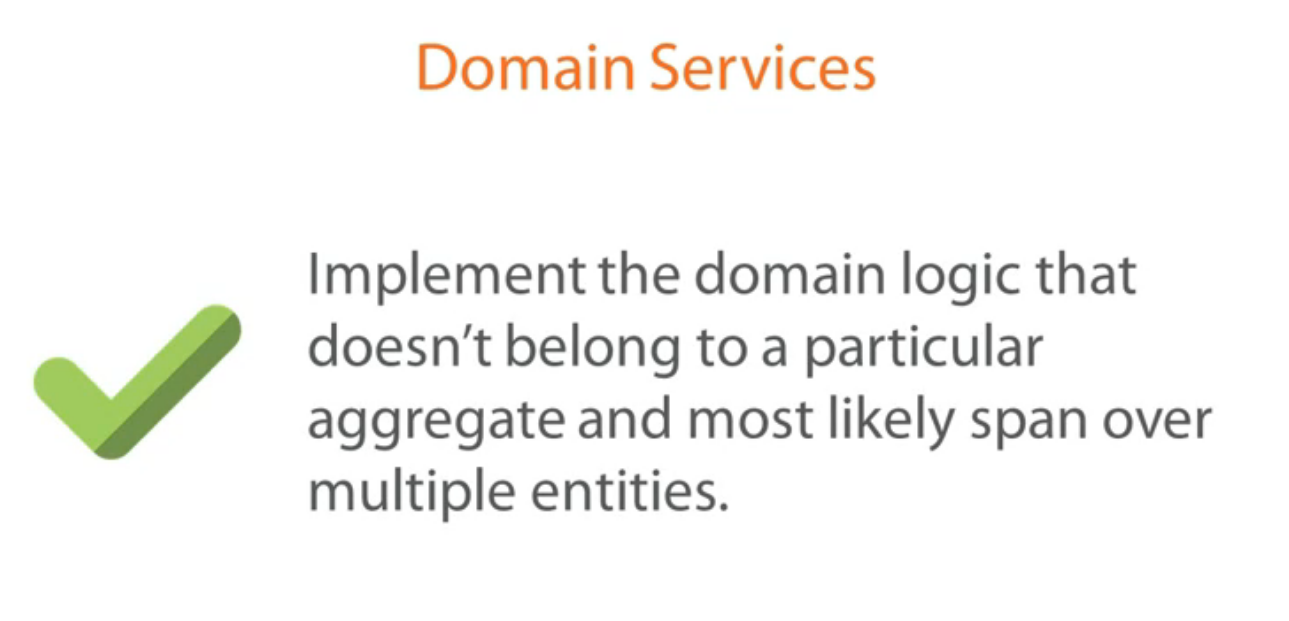 Domain Services
Implement the domain logic that
doesn't belong to a particular
aggregate and most likely span over
multiple entities.